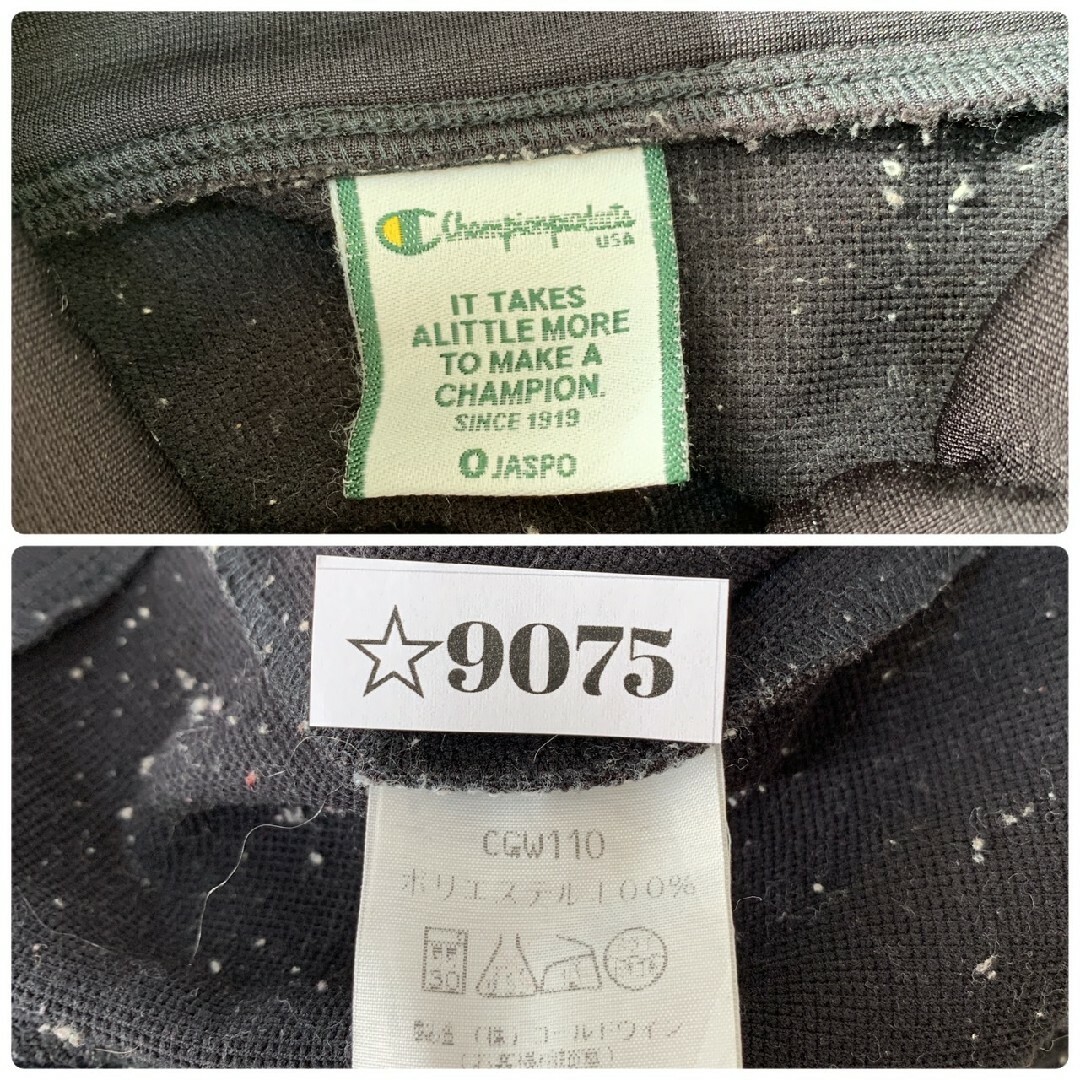 Championproducts
USA
IT TAKES
ALITTLE MORE
TO MAKE A
CHAMPION.
SINCE 1919
JASPO
☆9075
CGW110
ポリエステル100%
30
製造 (株)ゴールドウイン